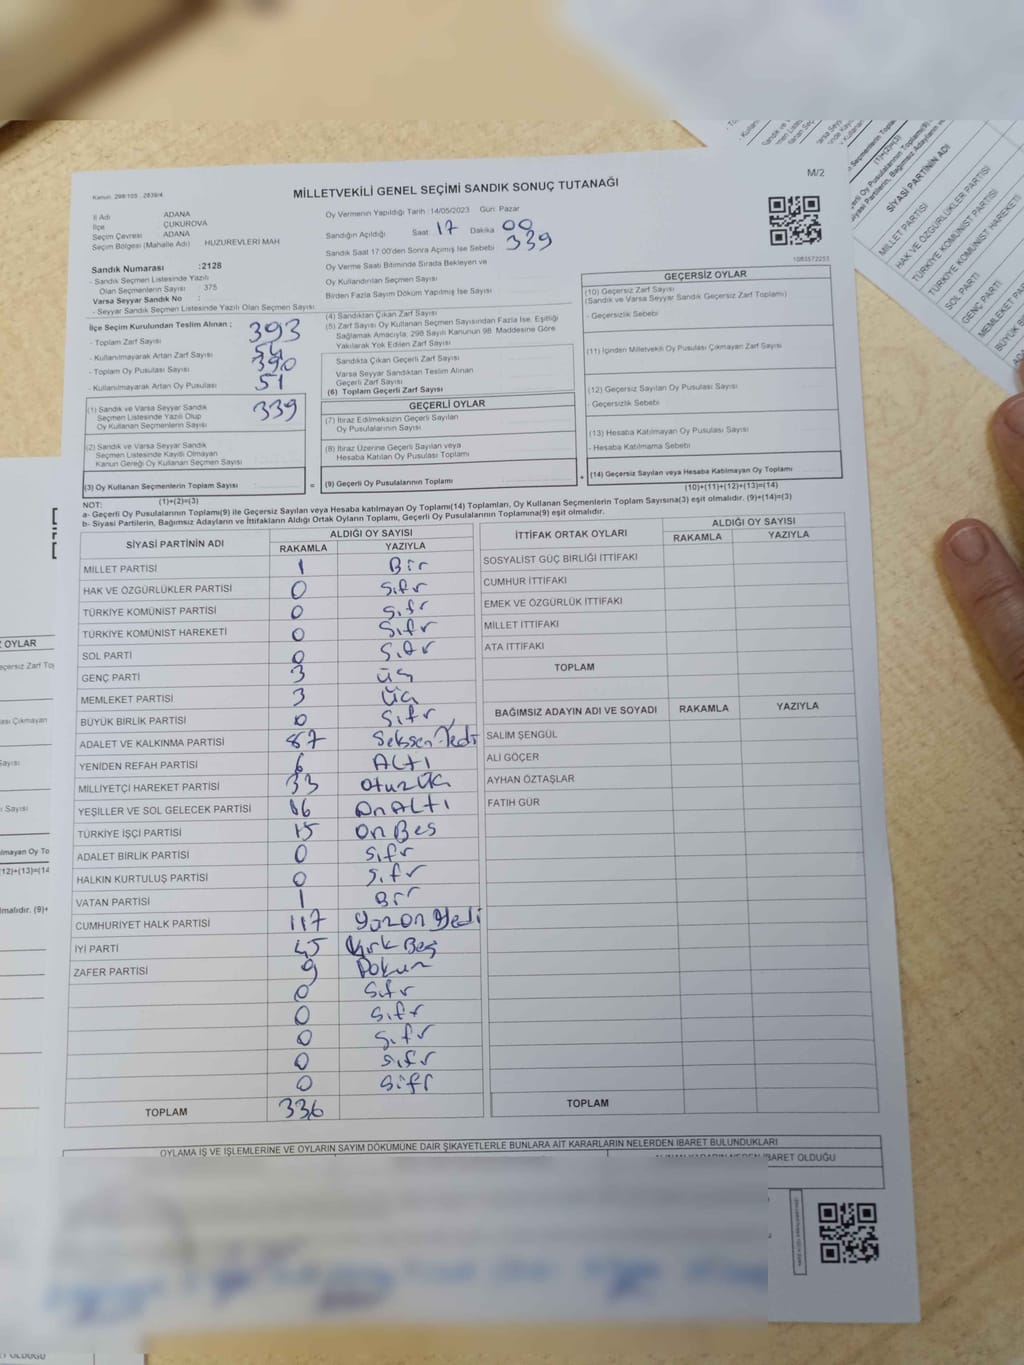 Kanun: 298/105 . 2839/4
MİLLETVEKİLİ GENEL SEÇİMİ SANDIK SONUÇ TUTANAĞI
M/2
İl Adı ADANA
İlçe ÇUKUROVA
Seçim Çevresi ADANA
Seçim Bölgesi (Mahalle Adı) HUZUREVLERİ MAH
Sandık Numarası :2128
- Sandık Seçmen Listesinde Yazılı
Olan Seçmenlerin Sayısı : 375
Varsa Seyyar Sandık No :
- Seyyar Sandık Seçmen Listesinde Yazılı Olan Seçmen Sayısı
Oy Vermenin Yapıldığı Tarih :14/05/2023 Gün: Pazar
Sandığın Açıldığı Saat 17 Dakika 00
339
Sandık Saat 17:00'den Sonra Açılmış İse Sebebi
Oy Verme Saati Bitiminde Sırada Bekleyen ve
Oy Kullandırılan Seçmen Sayısı
Birden Fazla Sayım Döküm Yapılmış İse Sayısı
1083572255
İlçe Seçim Kurulundan Teslim Alınan ;
- Toplam Zarf Sayısı 393
- Kullanılmayarak Artan Zarf Sayısı 54
- Toplam Oy Pusulası Sayısı 390
- Kullanılmayarak Artan Oy Pusulası 51
(1) Sandık ve Varsa Seyyar Sandık
Seçmen Listesinde Yazılı Olup
Oy Kullanan Seçmenlerin Sayısı 339
(2) Sandık ve Varsa Seyyar Sandık
Seçmen Listesinde Kayıtlı Olmayan
Kanun Gereği Oy Kullanan Seçmen Sayısı
(3) Oy Kullanan Seçmenlerin Toplam Sayısı =
(1)+(2)=(3)
(4) Sandıktan Çıkan Zarf Sayısı
(5) Zarf Sayısı Oy Kullanan Seçmen Sayısından Fazla İse, Eşitliği
Sağlamak Amacıyla, 298 Sayılı Kanunun 98. Maddesine Göre
Yakılarak Yok Edilen Zarf Sayısı
Sandıkta Çıkan Geçerli Zarf Sayısı
Varsa Seyyar Sandıktan Teslim Alınan
Geçerli Zarf Sayısı
(6) Toplam Geçerli Zarf Sayısı
GEÇERLİ OYLAR
(7) İtiraz Edilmeksizin Geçerli Sayılan
Oy Pusulalarının Sayısı
(8) İtiraz Üzerine Geçerli Sayılan veya
Hesaba Katılan Oy Pusulası Toplamı
(9) Geçerli Oy Pusulalarının Toplamı +
GEÇERSİZ OYLAR
(10) Geçersiz Zarf Sayısı
(Sandık ve Varsa Seyyar Sandık Geçersiz Zarf Toplamı)
- Geçersizlik Sebebi
(11) İçinden Milletvekili Oy Pusulası Çıkmayan Zarf Sayısı
(12) Geçersiz Sayılan Oy Pusulası Sayısı
- Geçersizlik Sebebi
(13) Hesaba Katılmayan Oy Pusulası Sayısı
- Hesaba Katılmama Sebebi
(14) Geçersiz Sayılan veya Hesaba Katılmayan Oy Toplamı
(10)+(11)+(12)+(13)=(14)
NOT:
a- Geçerli Oy Pusulalarının Toplamı(9) ile Geçersiz Sayılan veya Hesaba katılmayan Oy Toplamı(14) Toplamları, Oy Kullanan Seçmenlerin Toplam Sayısına(3) eşit olmalıdır. (9)+(14)=(3)
b- Siyasi Partilerin, Bağımsız Adayların ve İttifakların Aldığı Ortak Oyların Toplamı, Geçerli Oy Pusulalarının Toplamına(9) eşit olmalıdır.
SİYASİ PARTİNİN ADI ALDIĞI OY SAYISI
RAKAMLA YAZIYLA
MİLLET PARTİSİ 1 Bir
HAK VE ÖZGÜRLÜKLER PARTİSİ 0 Sıfır
TÜRKİYE KOMÜNİST PARTİSİ 0 Sıfır
TÜRKİYE KOMÜNİST HAREKETİ 0 Sıfır
SOL PARTİ 0 Sıfır
GENÇ PARTİ 3 üç
MEMLEKET PARTİSİ 3 üç
BÜYÜK BİRLİK PARTİSİ 0 Sıfır
ADALET VE KALKINMA PARTİSİ 87 Seksen Yedi
YENİDEN REFAH PARTİSİ 6 Altı
MİLLİYETÇİ HAREKET PARTİSİ 33 otuz üç
YEŞİLLER VE SOL GELECEK PARTİSİ 16 On Altı
TÜRKİYE İŞÇİ PARTİSİ 15 On Beş
ADALET BİRLİK PARTİSİ 0 Sıfır
HALKIN KURTULUŞ PARTİSİ 0 Sıfır
VATAN PARTİSİ 1 Bir
CUMHURİYET HALK PARTİSİ 117 Yüz on Yedi
İYİ PARTİ 45 Kırk Beş
ZAFER PARTİSİ 9 Dokuz
0 Sıfır
0 Sıfır
0 Sıfır
0 Sıfır
0 Sıfır
TOPLAM 336
İTTİFAK ORTAK OYLARI ALDIĞI OY SAYISI
RAKAMLA YAZIYLA
SOSYALİST GÜÇ BİRLİĞİ İTTİFAKI
CUMHUR İTTİFAKI
EMEK VE ÖZGÜRLÜK İTTİFAKI
MİLLET İTTİFAKI
ATA İTTİFAKI
TOPLAM
BAĞIMSIZ ADAYIN ADI VE SOYADI RAKAMLA YAZIYLA
SALİM ŞENGÜL
ALİ GÖÇER
AYHAN ÖZTAŞLAR
FATİH GÜR
TOPLAM
OYLAMA İŞ VE İŞLEMLERİNE VE OYLARIN SAYIM DÖKÜMÜNE DAİR ŞİKAYETLERLE BUNLARA AİT KARARLARIN NELERDEN İBARET BULUNDUKLARI
İBARET OLDUĞU
SİYASİ PARTİNİN ADI
MİLLET PARTİSİ
HAK VE ÖZGÜRLÜKLER PARTİSİ
TÜRKİYE KOMÜNİST PARTİSİ
TÜRKİYE KOMÜNİST HAREKETİ
SOL PARTİ
GENÇ PARTİ
MEMLEKET